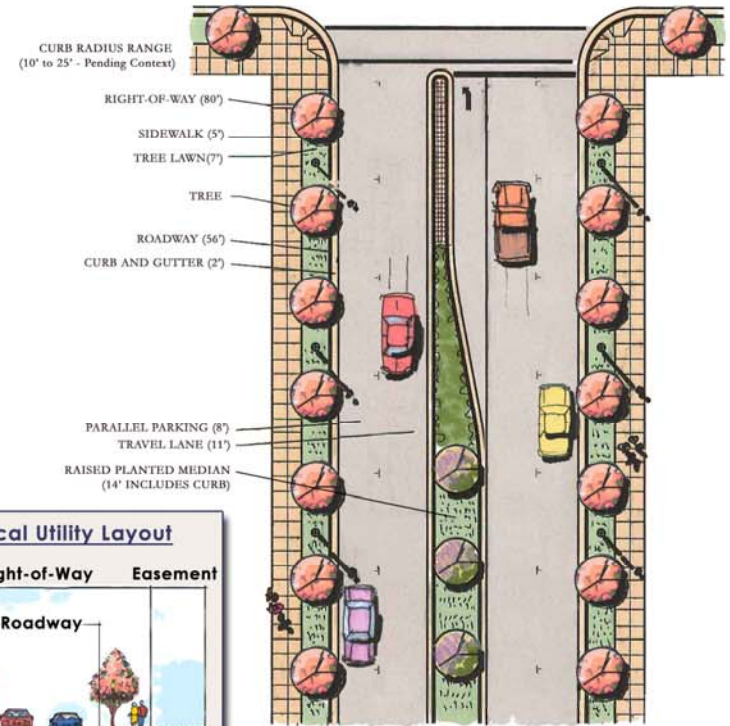 CURB RADIUS RANGE
(10' to 25' - Pending Context)
RIGHT-OF-WAY (80')
SIDEWALK (5')
TREE LAWN(7')
TREE
ROADWAY (56')
CURB AND GUTTER (2')
PARALLEL PARKING (8')
TRAVEL LANE (11')
RAISED PLANTED MEDIAN
(14' INCLUDES CURB)
cal Utility Layout
ght-of-Way Easement
Roadway